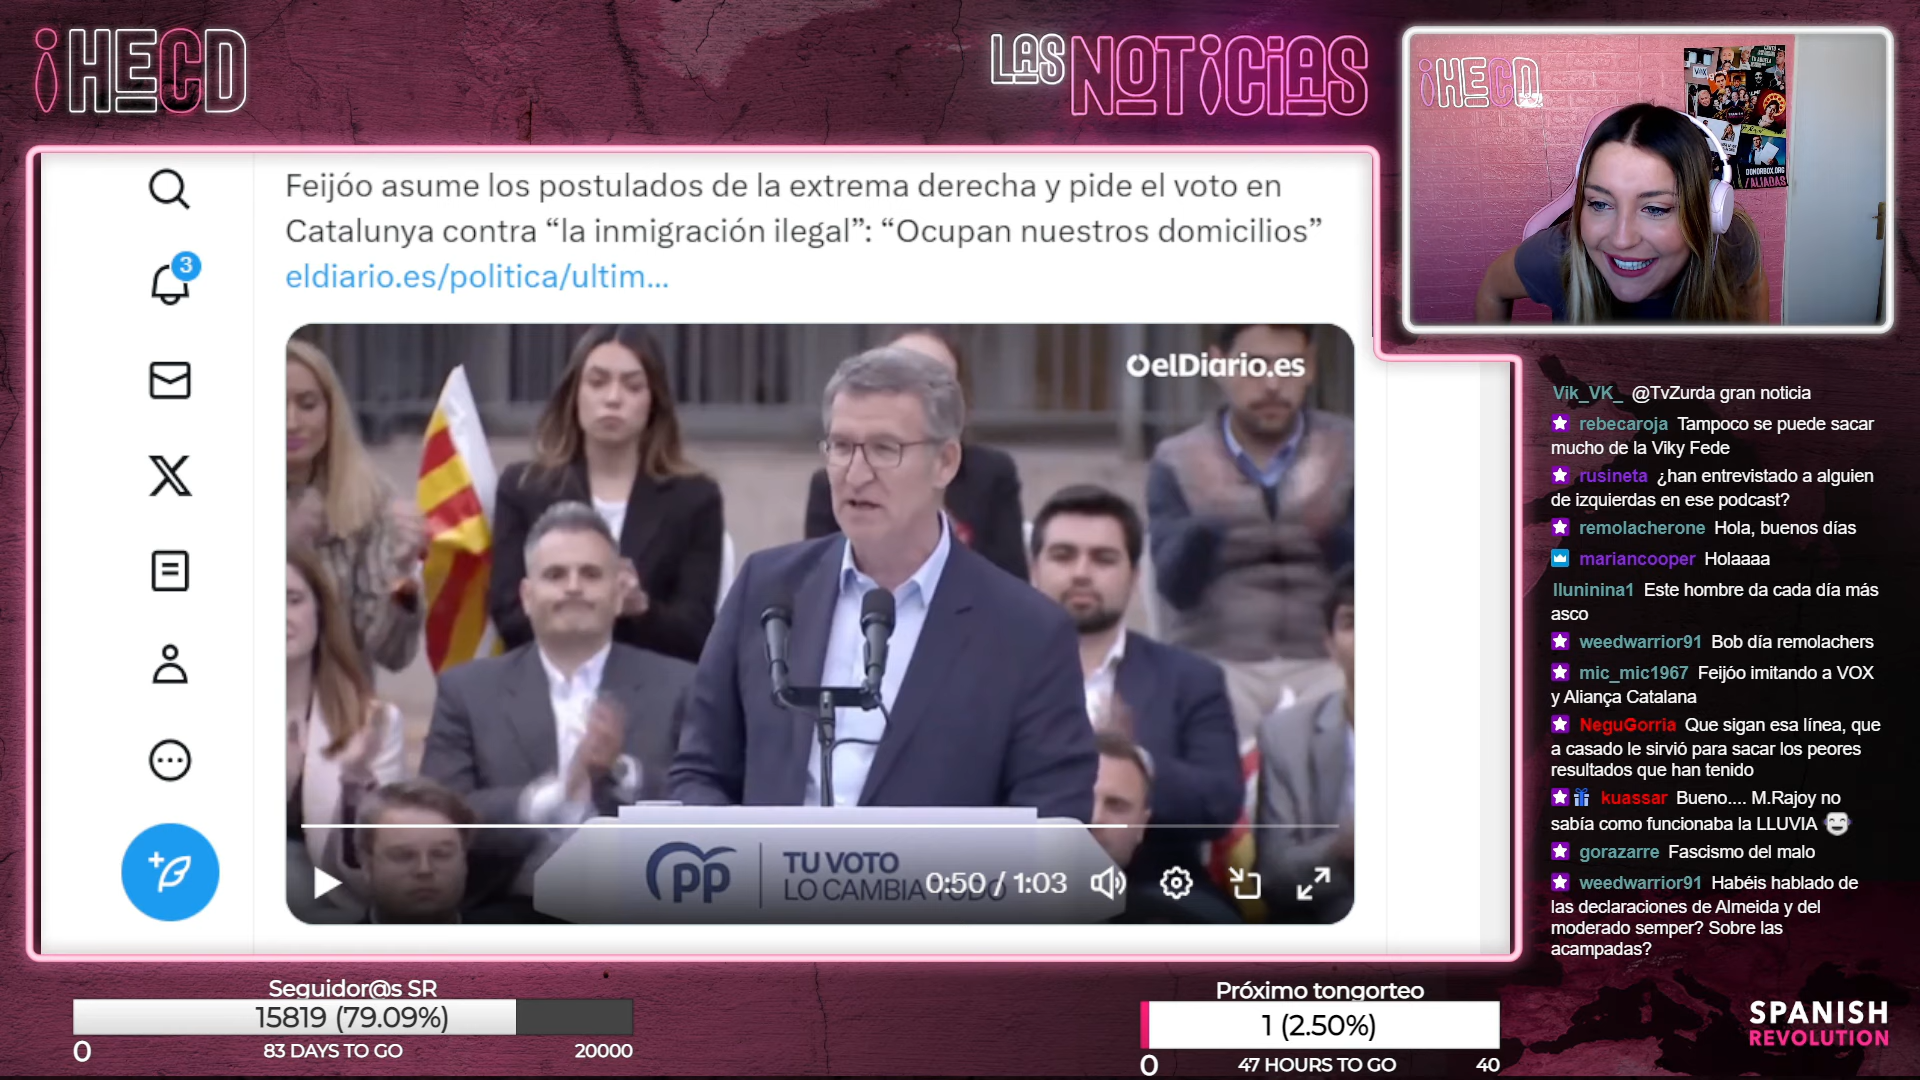 ¡HECD
LAS NOTICIAS
¡HECD
VOX
DONORBOX.ORG
/ALIADAS
3
Feijóo asume los postulados de la extrema derecha y pide el voto en
Catalunya contra “la inmigración ilegal”: “Ocupan nuestros domicilios”
eldiario.es/politica/ultim...
elDiario.es
pp
TU VOTO
LO CAMBIA TODO
0:50 / 1:03
Vik_VK_ @TvZurda gran noticia
rebecaroja Tampoco se puede sacar
mucho de la Viky Fede
rusineta ¿han entrevistado a alguien
de izquierdas en ese podcast?
remolacherone Hola, buenos días
mariancooper Holaaaa
lluninina1 Este hombre da cada día más
asco
weedwarrior91 Bob día remolachers
mic_mic1967 Feijóo imitando a VOX
y Aliança Catalana
NeguGorria Que sigan esa línea, que
a casado le sirvió para sacar los peores
resultados que han tenido
kuassar Bueno.... M.Rajoy no
sabía como funcionaba la LLUVIA
gorazarre Fascismo del malo
weedwarrior91 Habéis hablado de
las declaraciones de Almeida y del
moderado semper? Sobre las
acampadas?
Seguidor@s SR
15819 (79.09%)
0 83 DAYS TO GO 20000
Próximo tongorteo
1 (2.50%)
0 47 HOURS TO GO 40
SPANISH
REVOLUTION